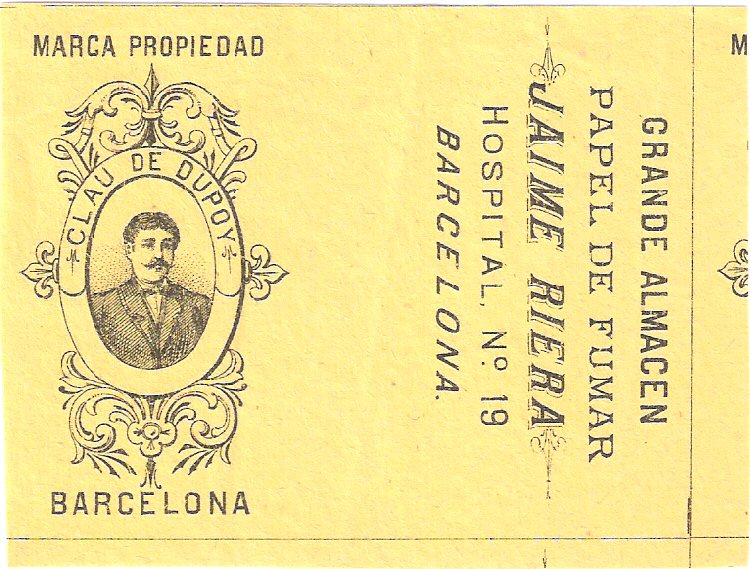 MARCA PROPIEDAD
CLAU DE DUPOY
BARCELONA
GRANDE ALMACEN
PAPEL DE FUMAR
JAIME RIERA
HOSPITAL, Nº 19
BARCELONA.
M